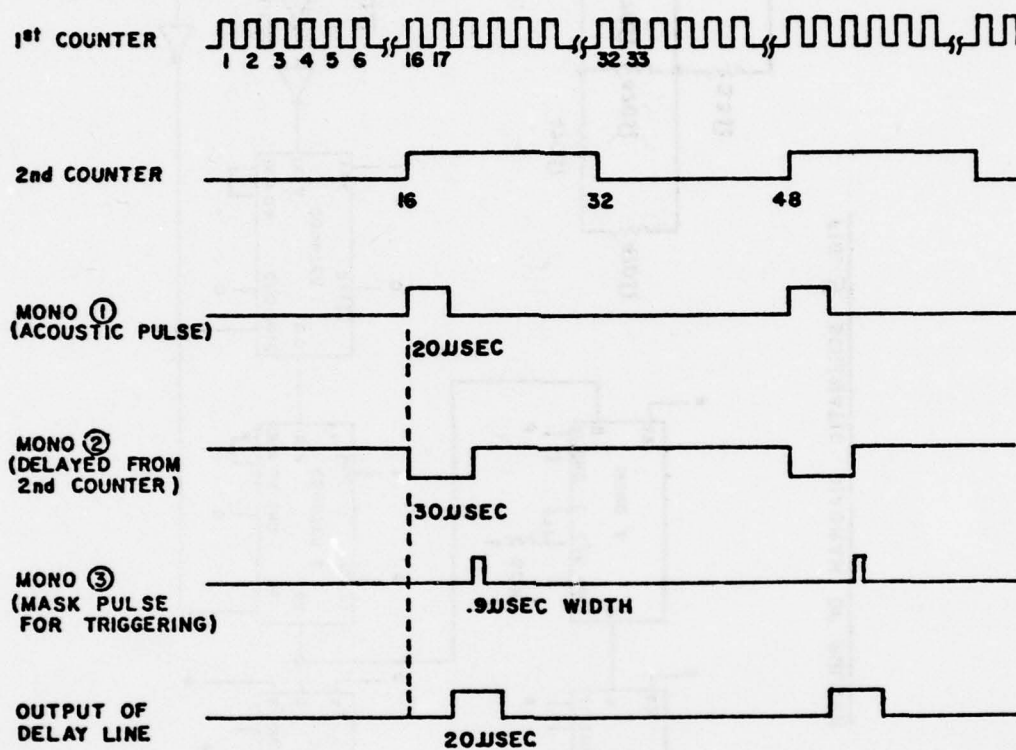 1st COUNTER
1 2 3 4 5 6 16 17 32 33
2nd COUNTER
16 32 48
MONO ①
(ACOUSTIC PULSE)
20µSEC
MONO ②
(DELAYED FROM
2nd COUNTER)
30µSEC
MONO ③
(MASK PULSE
FOR TRIGGERING)
.9µSEC WIDTH
OUTPUT OF
DELAY LINE
20µSEC